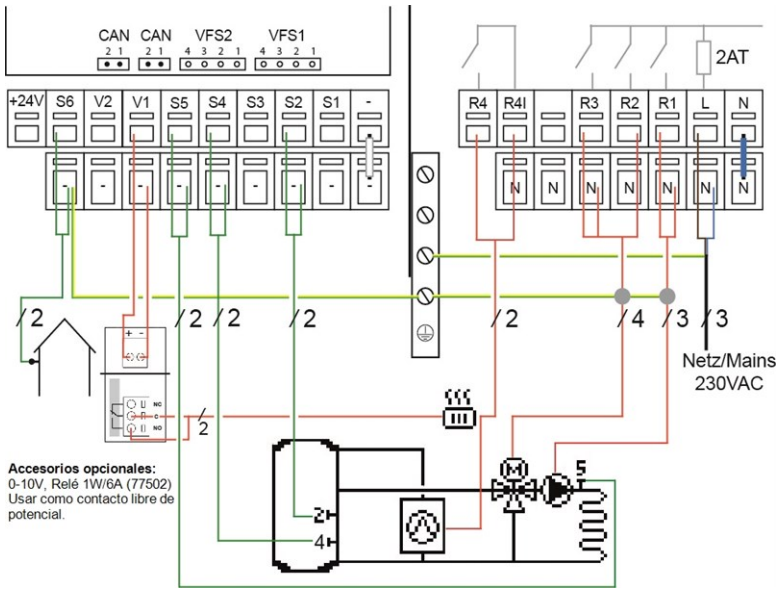 CAN CAN VFS2 VFS1
2 1 2 1 4 3 2 1 4 3 2 1
2AT
+24V S6 V2 V1 S5 S4 S3 S2 S1 -
R4 R4I R3 R2 R1 L N
- - - - - - - - -
N N N N N N N
/2 /2 /2 /2 /2 /4 /3 /3
+ -
Netz/Mains
230VAC
NC
C
NO
/2
Accesorios opcionales:
0-10V, Relé 1W/6A (77502)
Usar como contacto libre de
potencial.
M
5
2
4